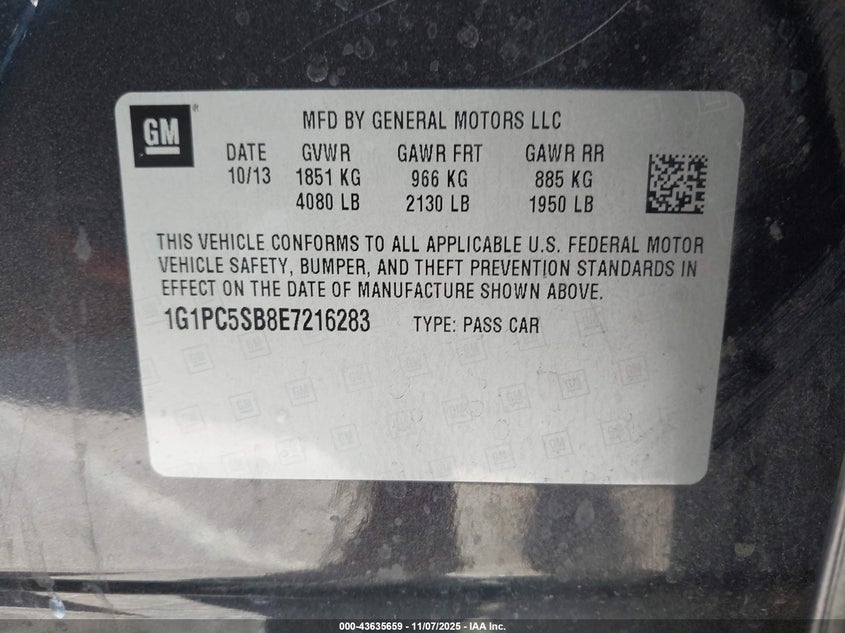 GM®
MFD BY GENERAL MOTORS LLC
DATE GVWR GAWR FRT GAWR RR
10/13 1851 KG 966 KG 885 KG
4080 LB 2130 LB 1950 LB
THIS VEHICLE CONFORMS TO ALL APPLICABLE U.S. FEDERAL MOTOR
VEHICLE SAFETY, BUMPER, AND THEFT PREVENTION STANDARDS IN
EFFECT ON THE DATE OF MANUFACTURE SHOWN ABOVE.
1G1PC5SB8E7216283 TYPE: PASS CAR
000-43635659 - 11/07/2025 - IAA Inc.